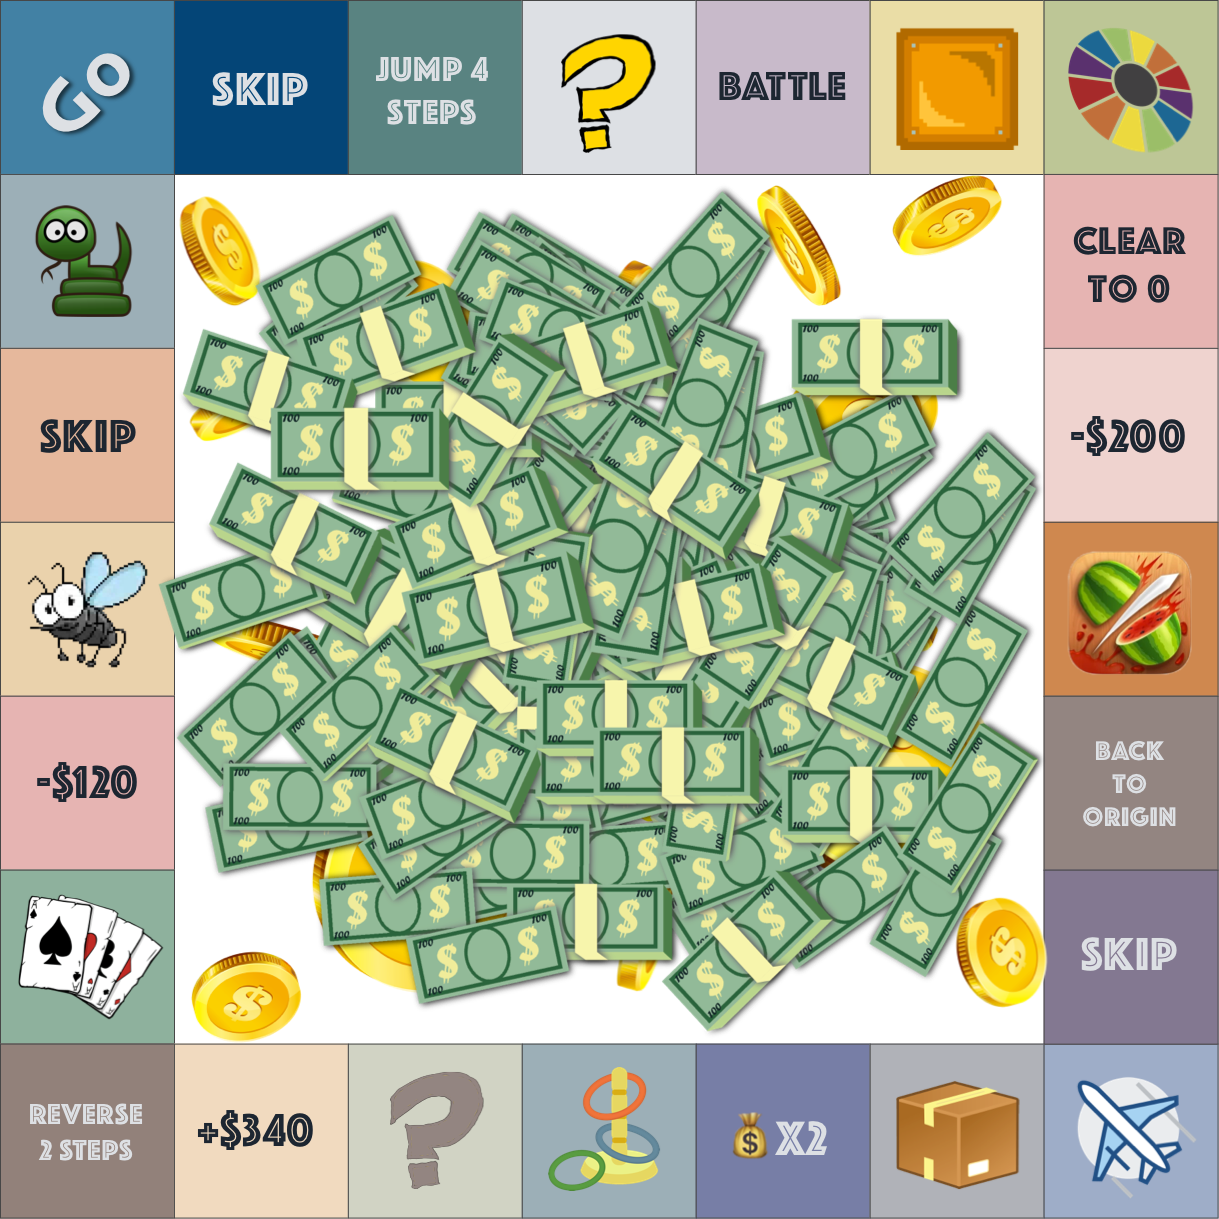 GO
SKIP
JUMP 4
STEPS
BATTLE
CLEAR
TO 0
SKIP
-$200
-$120
BACK
TO
ORIGIN
SKIP
REVERSE
2 STEPS
+$340
$ X2